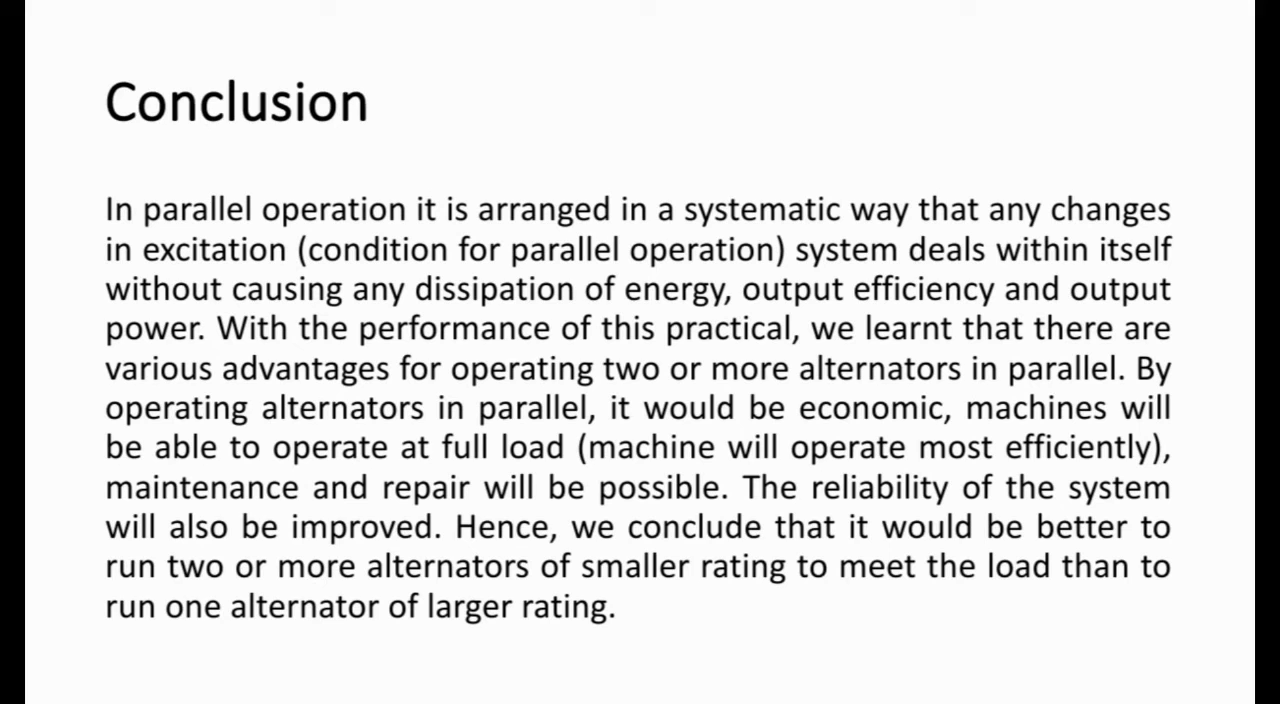 Conclusion
In parallel operation it is arranged in a systematic way that any changes
in excitation (condition for parallel operation) system deals within itself
without causing any dissipation of energy, output efficiency and output
power. With the performance of this practical, we learnt that there are
various advantages for operating two or more alternators in parallel. By
operating alternators in parallel, it would be economic, machines will
be able to operate at full load (machine will operate most efficiently),
maintenance and repair will be possible. The reliability of the system
will also be improved. Hence, we conclude that it would be better to
run two or more alternators of smaller rating to meet the load than to
run one alternator of larger rating.